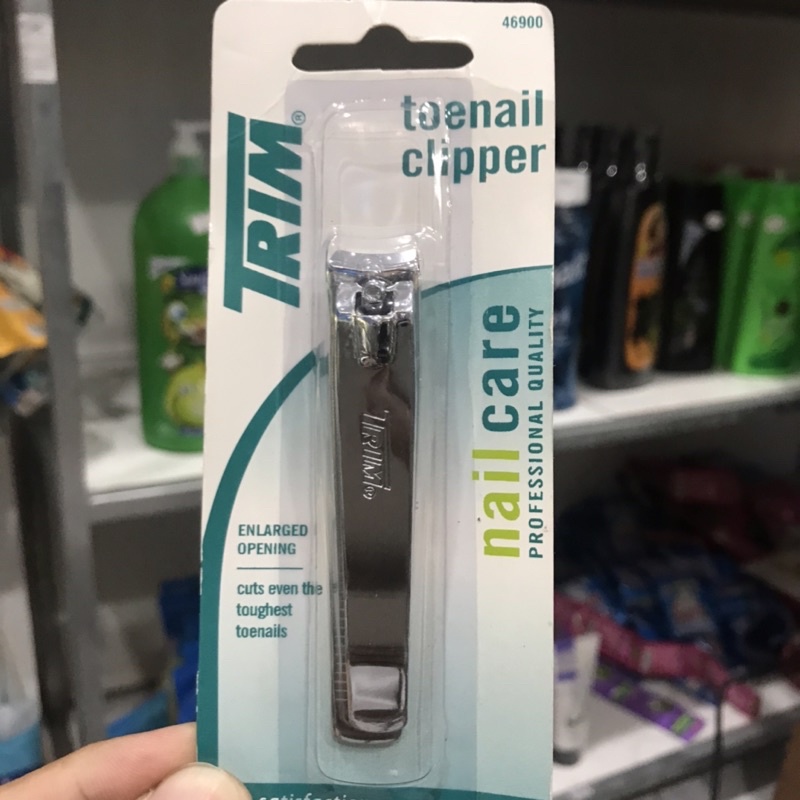 46900
toenail
clipper
TRIM®
nail care
PROFESSIONAL QUALITY
TRIM®
ENLARGED
OPENING
cuts even the
toughest
toenails